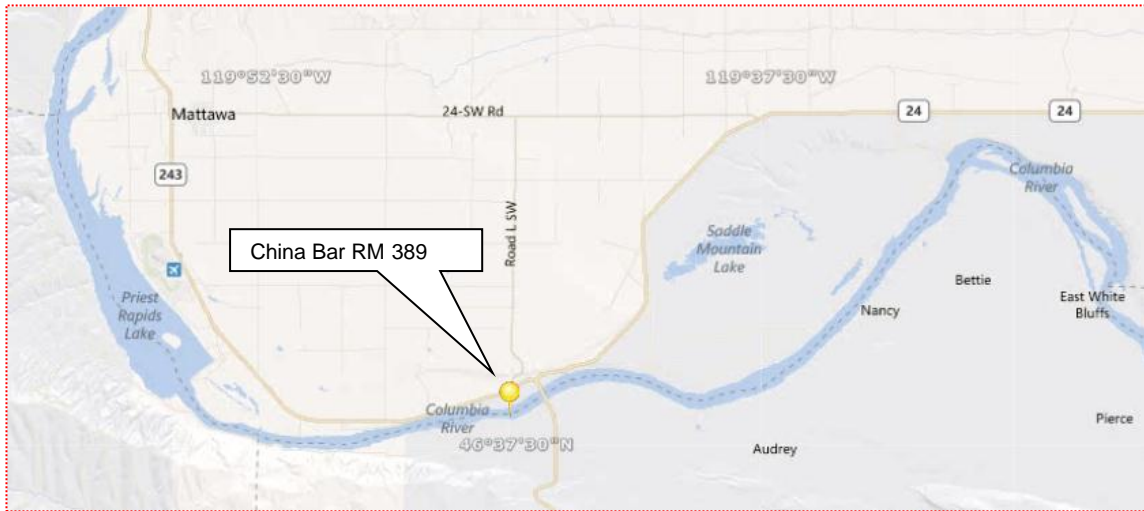 119°52'30"W
119°37'30"W
Mattawa
24-SW Rd
24
24
243
Columbia
River
Road L SW
Saddle
Mountain
Lake
China Bar RM 389
Bettie
Priest
Rapids
Lake
Nancy
East White
Bluffs
Columbia
River
46°37'30"N
Pierce
Audrey